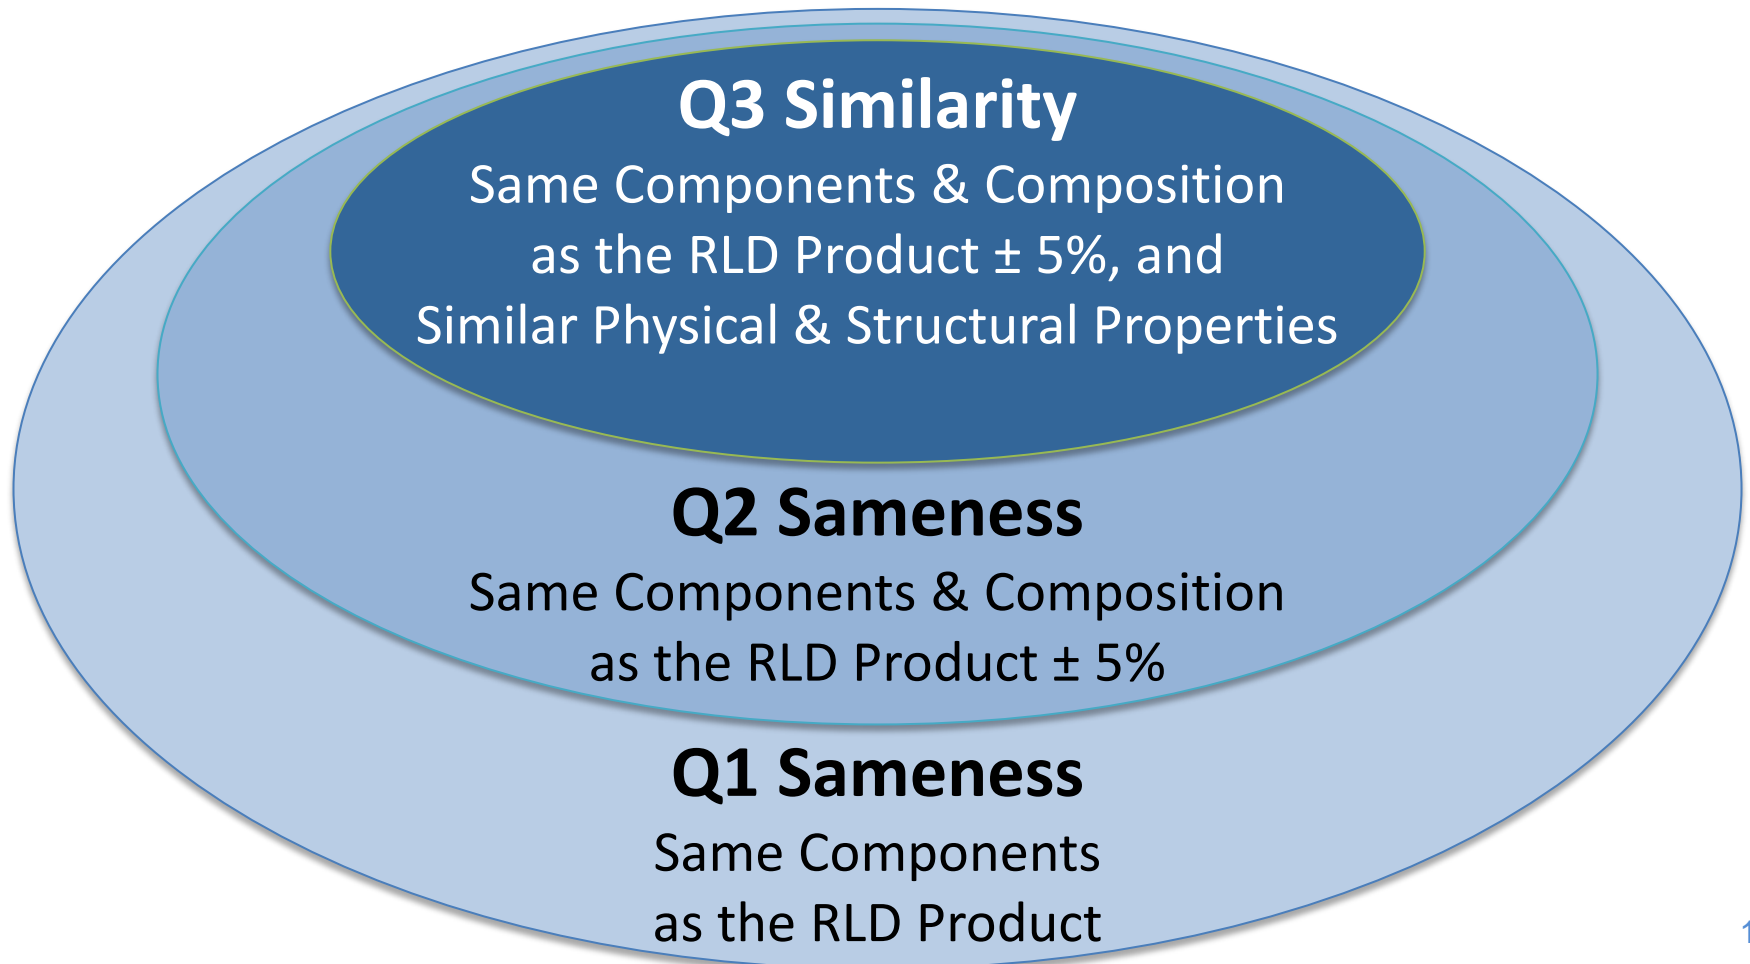 Q3 Similarity
Same Components & Composition
as the RLD Product ± 5%, and
Similar Physical & Structural Properties
Q2 Sameness
Same Components & Composition
as the RLD Product ± 5%
Q1 Sameness
Same Components
as the RLD Product
1